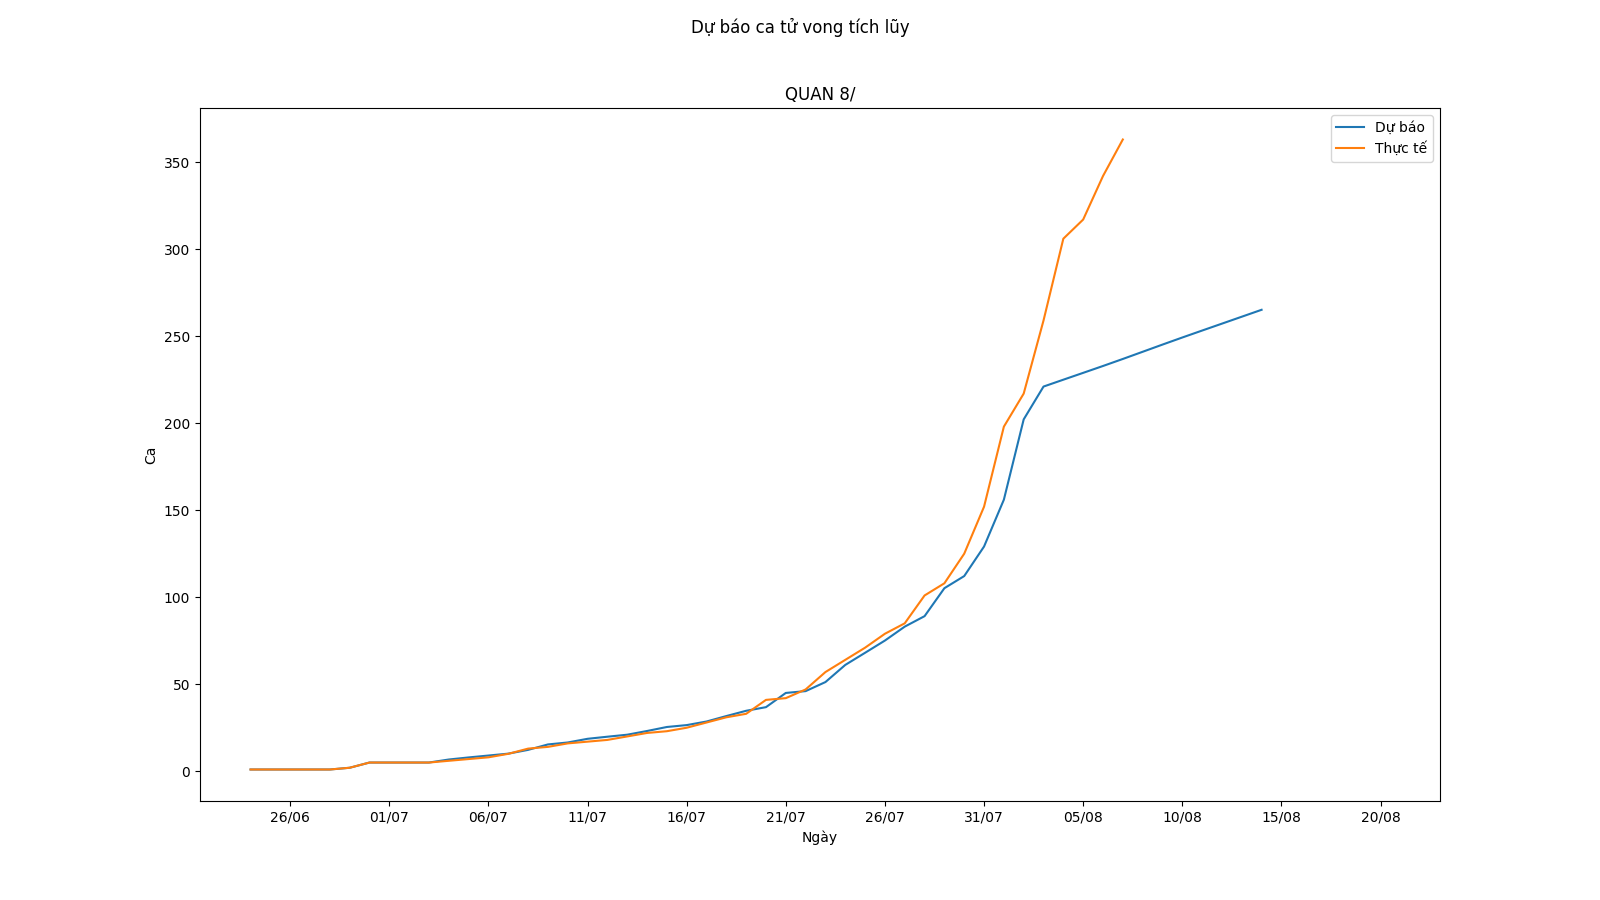 Dự báo ca tử vong tích lũy
QUAN 8/
Dự báo
Thực tế
350
300
250
200
150
100
50
0
Ca
26/06 01/07 06/07 11/07 16/07 21/07 26/07 31/07 05/08 10/08 15/08 20/08
Ngày